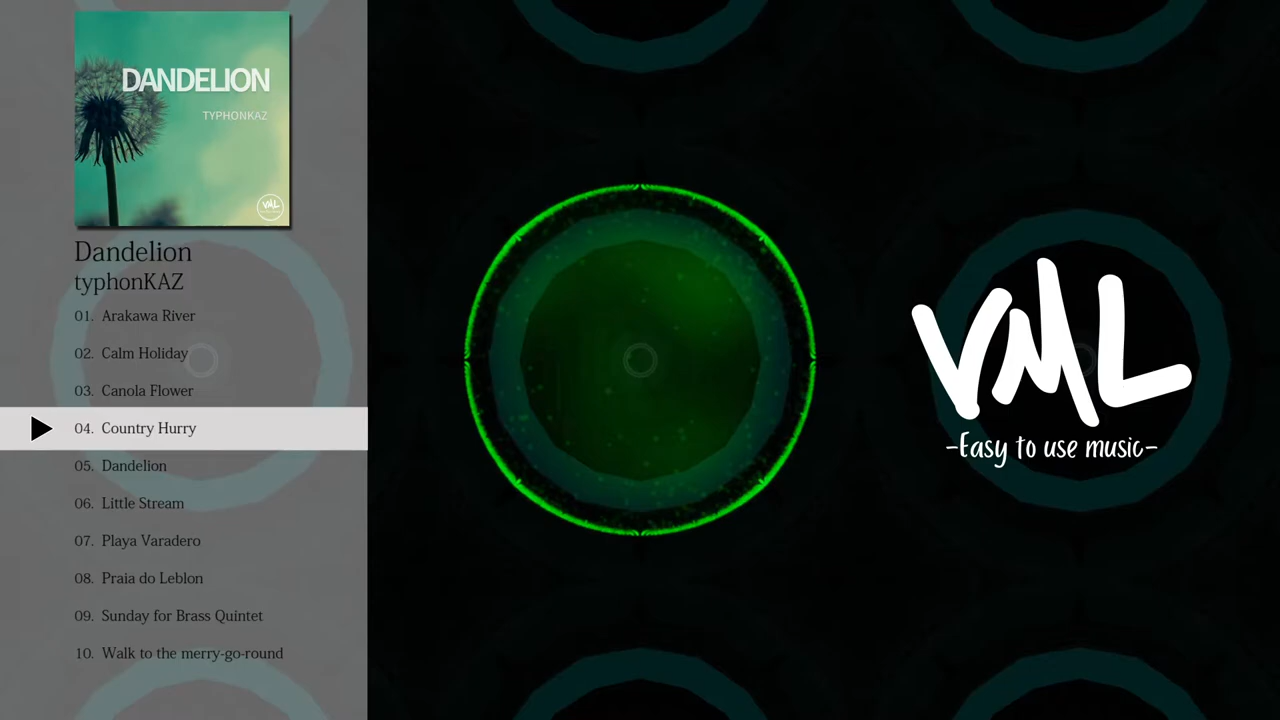 DANDELION
TYPHONKAZ
VML
Dandelion
typhonKAZ
01. Arakawa River
02. Calm Holiday
03. Canola Flower
04. Country Hurry
05. Dandelion
06. Little Stream
07. Playa Varadero
08. Praia do Leblon
09. Sunday for Brass Quintet
10. Walk to the merry-go-round
VML
-Easy to use music-